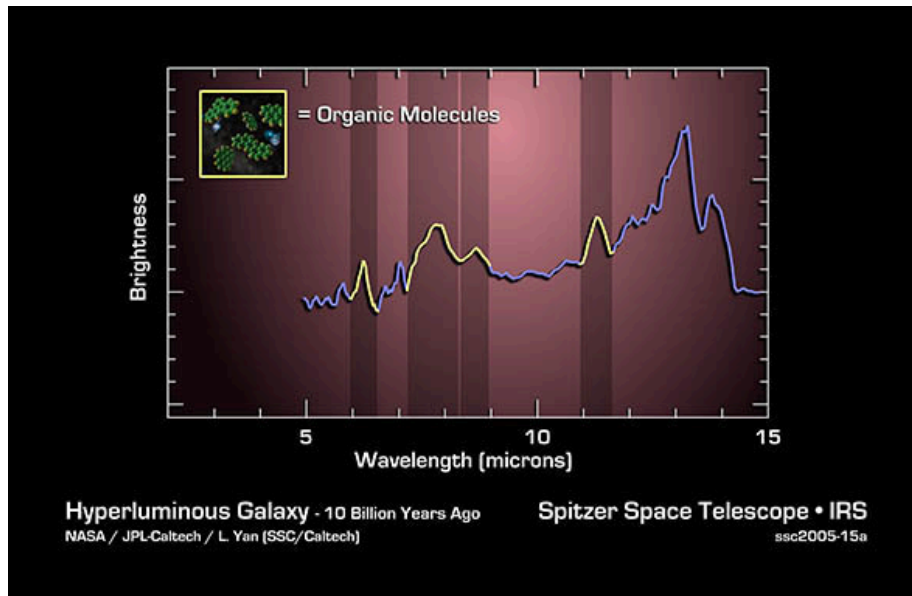 = Organic Molecules
Brightness
5 10 15
Wavelength (microns)
Hyperluminous Galaxy - 10 Billion Years Ago
NASA / JPL-Caltech / L. Yan (SSC/Caltech)
Spitzer Space Telescope • IRS
ssc2005-15a